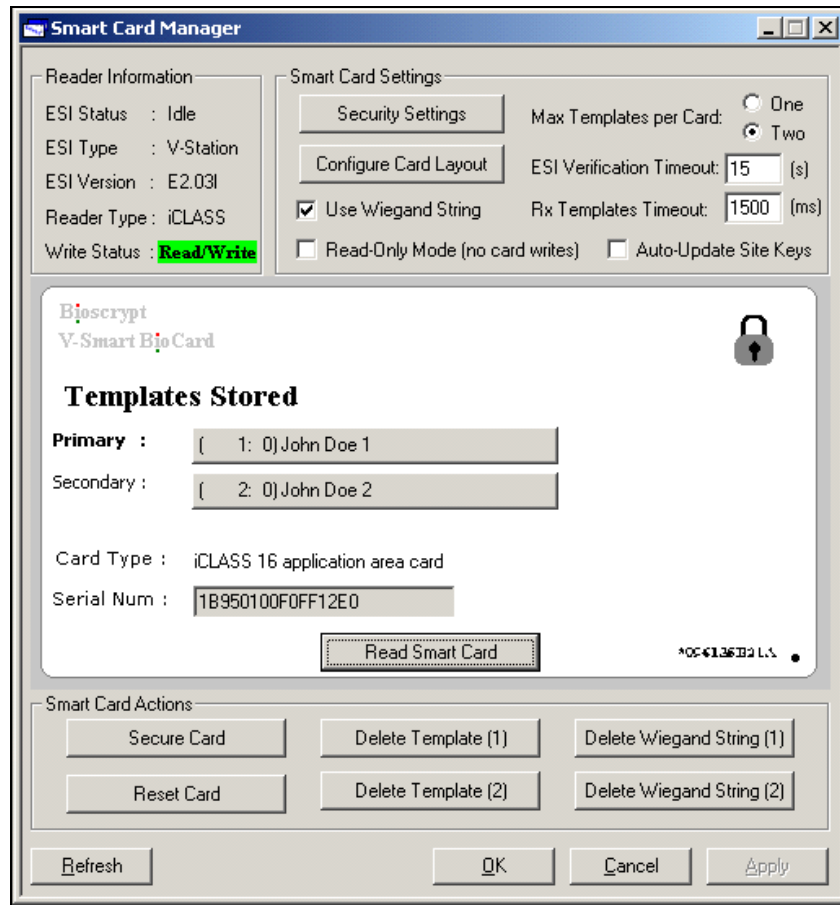 Smart Card Manager
Reader Information
ESI Status : Idle
ESI Type : V-Station
ESI Version : E2.03I
Reader Type : iCLASS
Write Status : Read/Write
Smart Card Settings
Security Settings
Configure Card Layout
Max Templates per Card:
One
Two
ESI Verification Timeout: 15 (s)
Use Wiegand String
Rx Templates Timeout: 1500 (ms)
Read-Only Mode (no card writes)
Auto-Update Site Keys
Bioscrypt
V-Smart BioCard
Templates Stored
Primary : ( 1: 0) John Doe 1
Secondary : ( 2: 0) John Doe 2
Card Type : iCLASS 16 application area card
Serial Num : 1B950100F0FF12E0
Read Smart Card
Smart Card Actions
Secure Card
Delete Template (1)
Delete Wiegand String (1)
Reset Card
Delete Template (2)
Delete Wiegand String (2)
Refresh
OK
Cancel
Apply